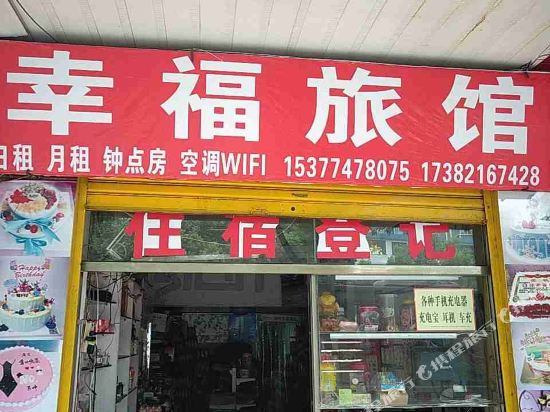 幸福旅馆
日租 月租 钟点房 空调WIFI 15377478075 17382167428
住宿登记
各种手机充电器
充电宝 耳机 车充
Happy Birthday
携程旅行